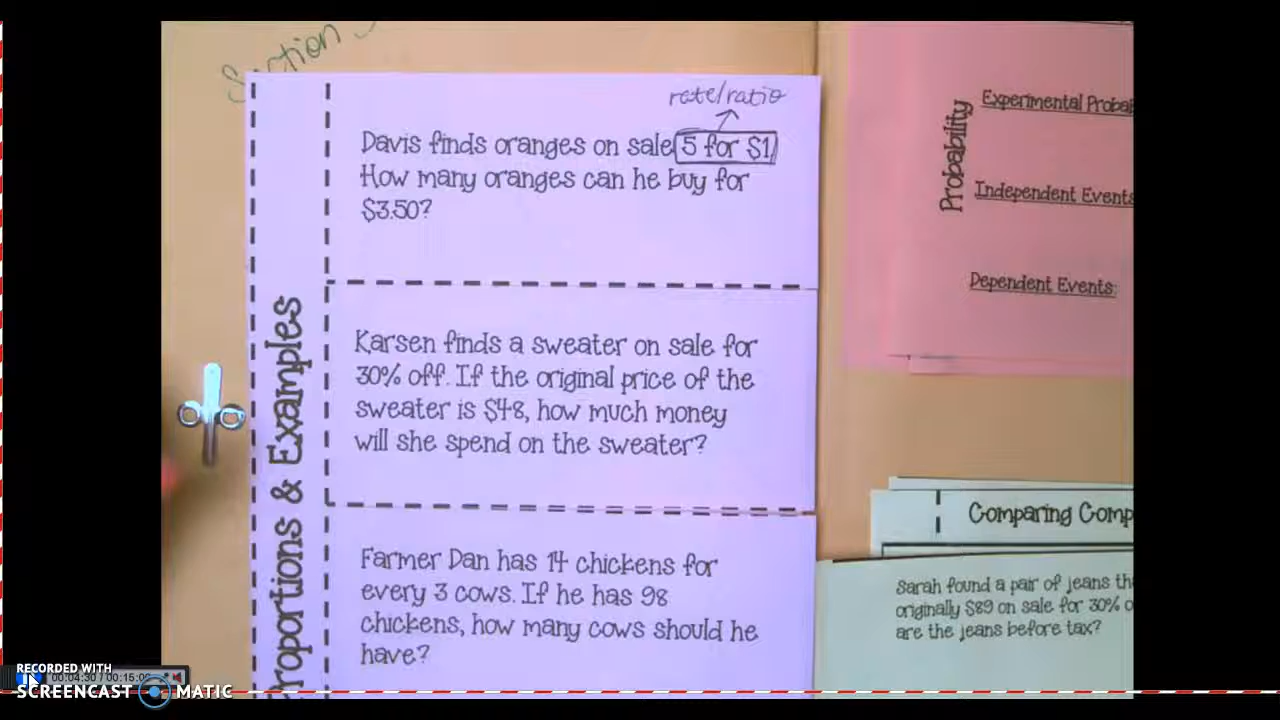 Section
rate/ratio
Davis finds oranges on sale 5 for $1
How many oranges can he buy for
$3.50?
Karsen finds a sweater on sale for
30% off. If the original price of the
sweater is $48, how much money
will she spend on the sweater?
Farmer Dan has 14 chickens for
every 3 cows. If he has 98
chickens, how many cows should he
have?
roportions & Examples
Probability
Experimental Probab
Independent Events
Dependent Events:
Comparing Comp
Sarah found a pair of jeans th
originally $89 on sale for 30% o
are the jeans before tax?
RECORDED WITH
SCREENCAST MATIC